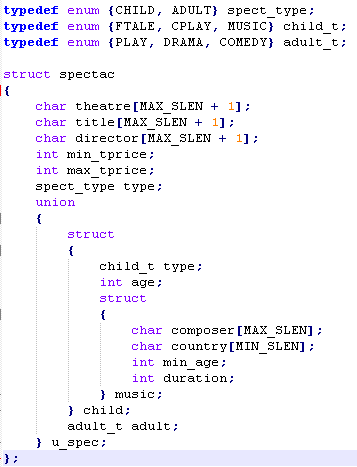 typedef enum {CHILD, ADULT} spect_type;
typedef enum {FTALE, CPLAY, MUSIC} child_t;
typedef enum {PLAY, DRAMA, COMEDY} adult_t;

struct spectac
{
    char theatre[MAX_SLEN + 1];
    char title[MAX_SLEN + 1];
    char director[MAX_SLEN + 1];
    int min_tprice;
    int max_tprice;
    spect_type type;
    union
    {
        struct
        {
            child_t type;
            int age;
            struct
            {
                char composer[MAX_SLEN];
                char country[MIN_SLEN];
                int min_age;
                int duration;
            } music;
        } child;
        adult_t adult;
    } u_spec;
};